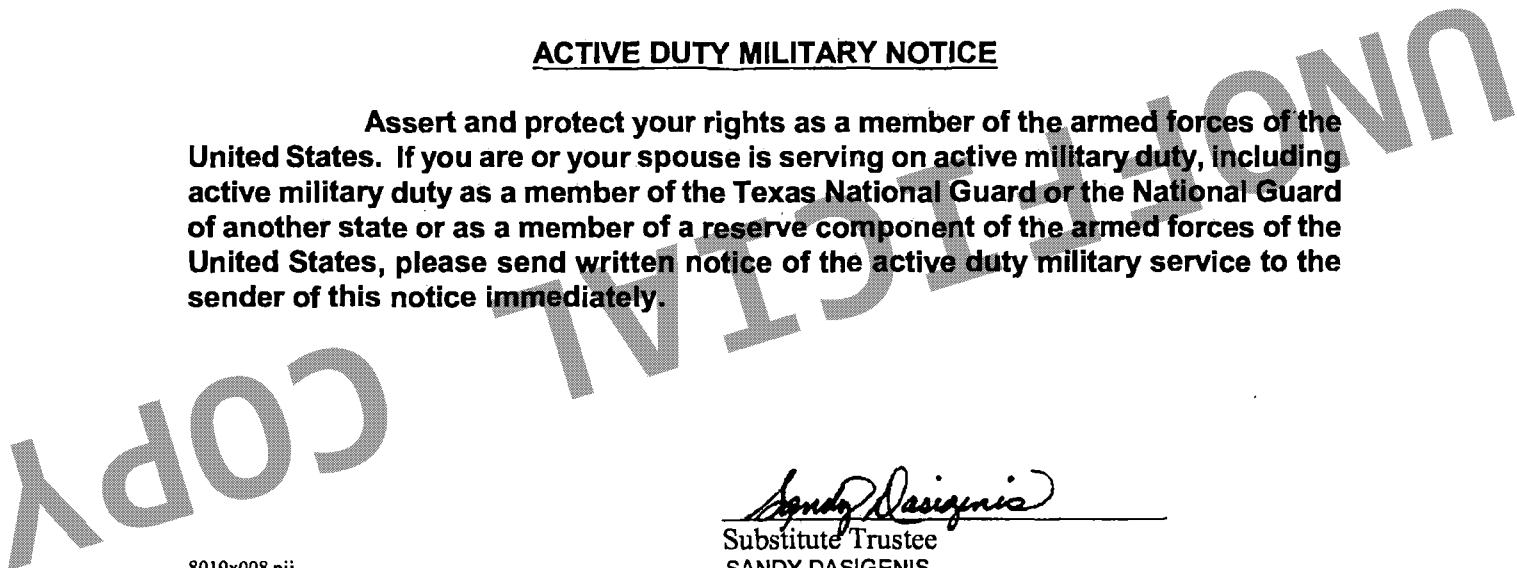 ACTIVE DUTY MILITARY NOTICE
Assert and protect your rights as a member of the armed forces of the
United States. If you are or your spouse is serving on active military duty, including
active military duty as a member of the Texas National Guard or the National Guard
of another state or as a member of a reserve component of the armed forces of the
United States, please send written notice of the active duty military service to the
sender of this notice immediately.
UNOFFICIAL COPY
Sandy Dasigenis
Substitute Trustee
SANDY DASIGENIS